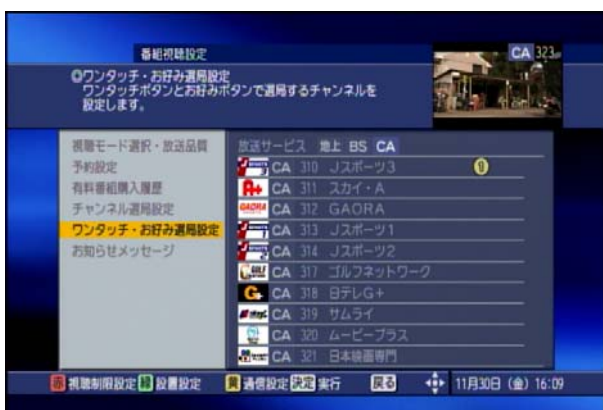 番組視聴設定
CA 323
ワンタッチ・お好み選局設定
ワンタッチボタンとお好みボタンで選局するチャンネルを
設定します。
視聴モード選択・放送品質
予約設定
有料番組購入履歴
チャンネル選局設定
ワンタッチ・お好み選局設定
お知らせメッセージ
放送サービス 地上 BS CA
CA 310 Jスポーツ3
A+ CA 311 スカイ・A
GAORA CA 312 GAORA
CA 313 Jスポーツ1
CA 314 Jスポーツ2
GOLF CA 317 ゴルフネットワーク
G+ CA 318 日テレG+
CA 319 サムライ
CA 320 ムービープラス
CA 321 日本映画専門
赤 視聴制限設定 緑 設置設定 黄 通信設定 決定 実行 戻る 11月30日 (金) 16:09